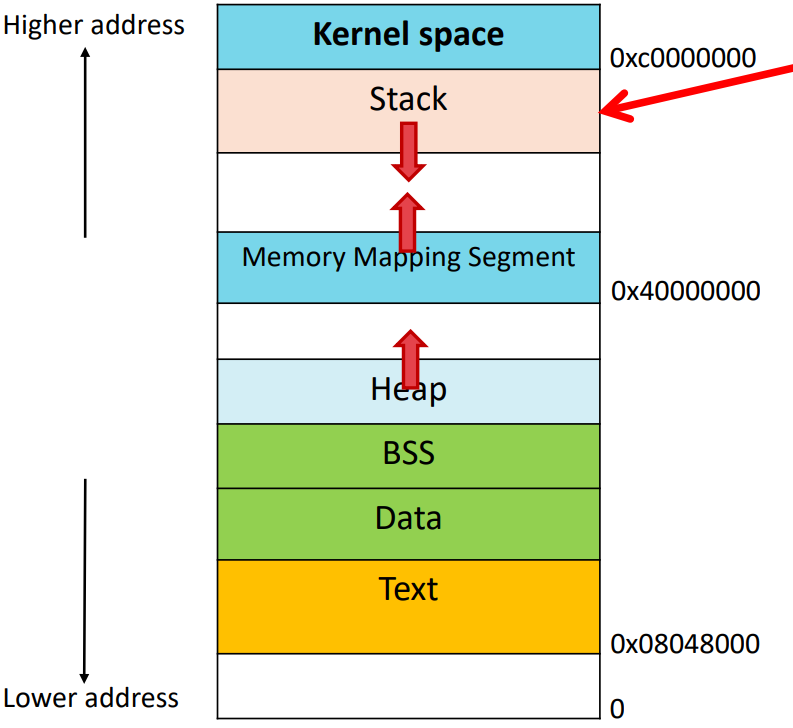 Higher address
Kernel space
0xc0000000
Stack
Memory Mapping Segment
0x40000000
Heap
BSS
Data
Text
0x08048000
Lower address
0